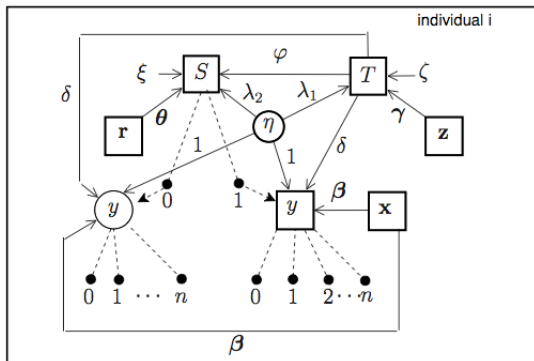 individual i
φ
ξ S T ζ
λ₂ λ₁
δ θ η γ
r z
1 1 δ
0 1 β
y y x
0 1 ⋯ n 0 1 2 ⋯ n
β